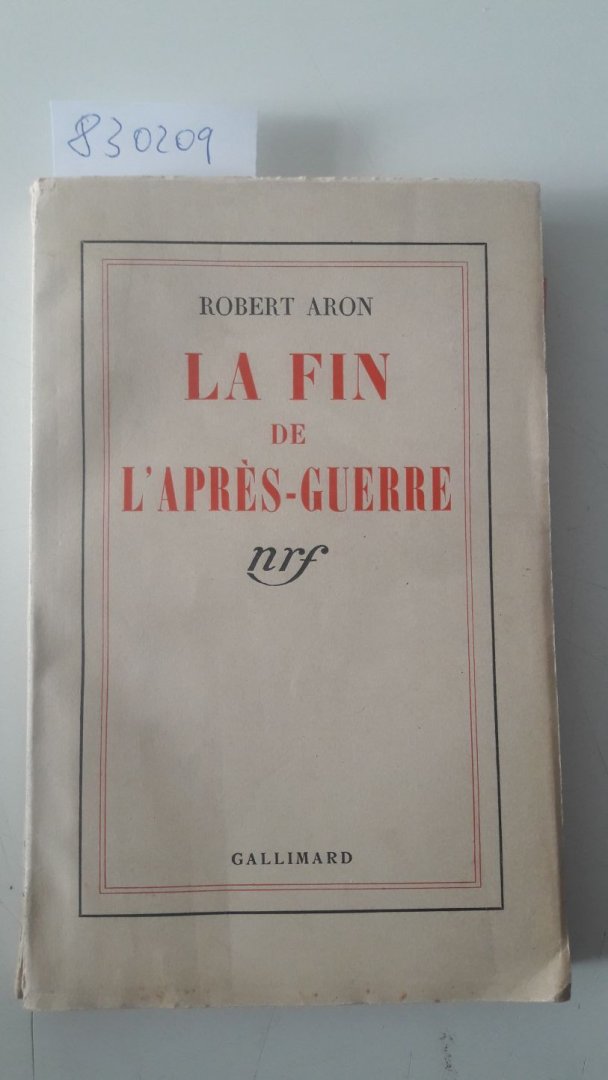 830209
ROBERT ARON
LA FIN
DE
L'APRÈS-GUERRE
nrf
GALLIMARD